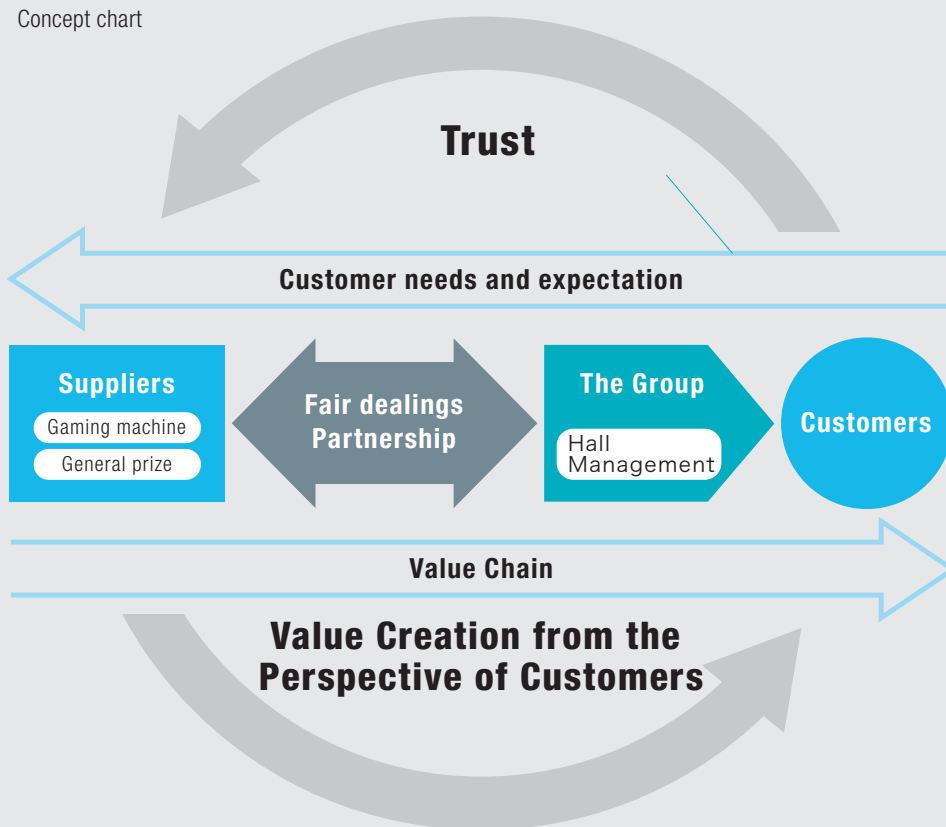 Concept chart
Trust
Customer needs and expectation
Suppliers
Gaming machine
General prize
Fair dealings
Partnership
The Group
Hall
Management
Customers
Value Chain
Value Creation from the
Perspective of Customers